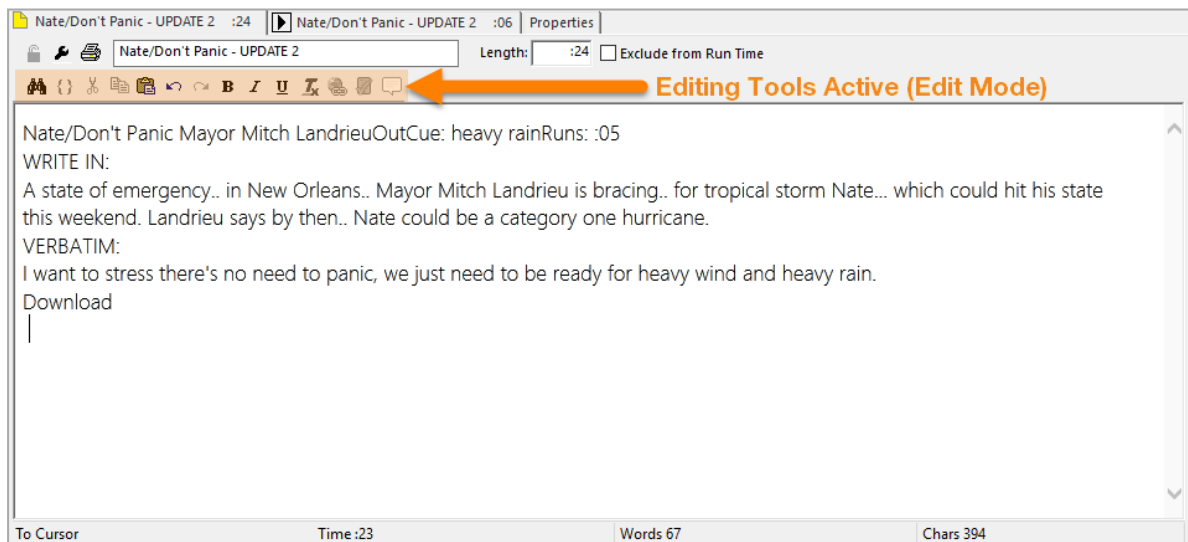 Nate/Don't Panic - UPDATE 2 :24 Nate/Don't Panic - UPDATE 2 :06 Properties
Nate/Don't Panic - UPDATE 2 Length: :24 Exclude from Run Time
{ } B I U Tx Editing Tools Active (Edit Mode)
Nate/Don't Panic Mayor Mitch LandrieuOutCue: heavy rainRuns: :05
WRITE IN:
A state of emergency.. in New Orleans.. Mayor Mitch Landrieu is bracing.. for tropical storm Nate... which could hit his state
this weekend. Landrieu says by then.. Nate could be a category one hurricane.
VERBATIM:
I want to stress there's no need to panic, we just need to be ready for heavy wind and heavy rain.
Download
To Cursor Time :23 Words 67 Chars 394